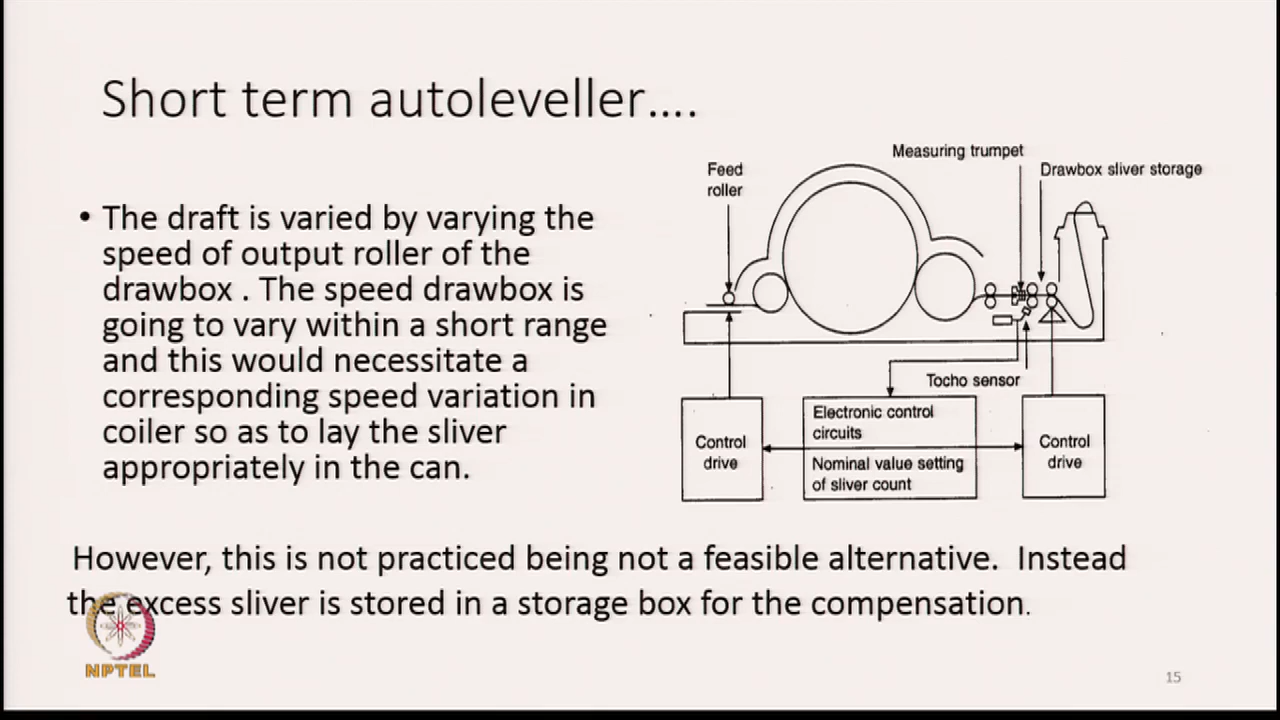 Short term autoleveller....
• The draft is varied by varying the
speed of output roller of the
drawbox . The speed drawbox is
going to vary within a short range
and this would necessitate a
corresponding speed variation in
coiler so as to lay the sliver
appropriately in the can.
Measuring trumpet
Feed
roller
Drawbox sliver storage
Tocho sensor
Control
drive
Electronic control
circuits
Nominal value setting
of sliver count
Control
drive
However, this is not practiced being not a feasible alternative. Instead
the excess sliver is stored in a storage box for the compensation.
NPTEL
15